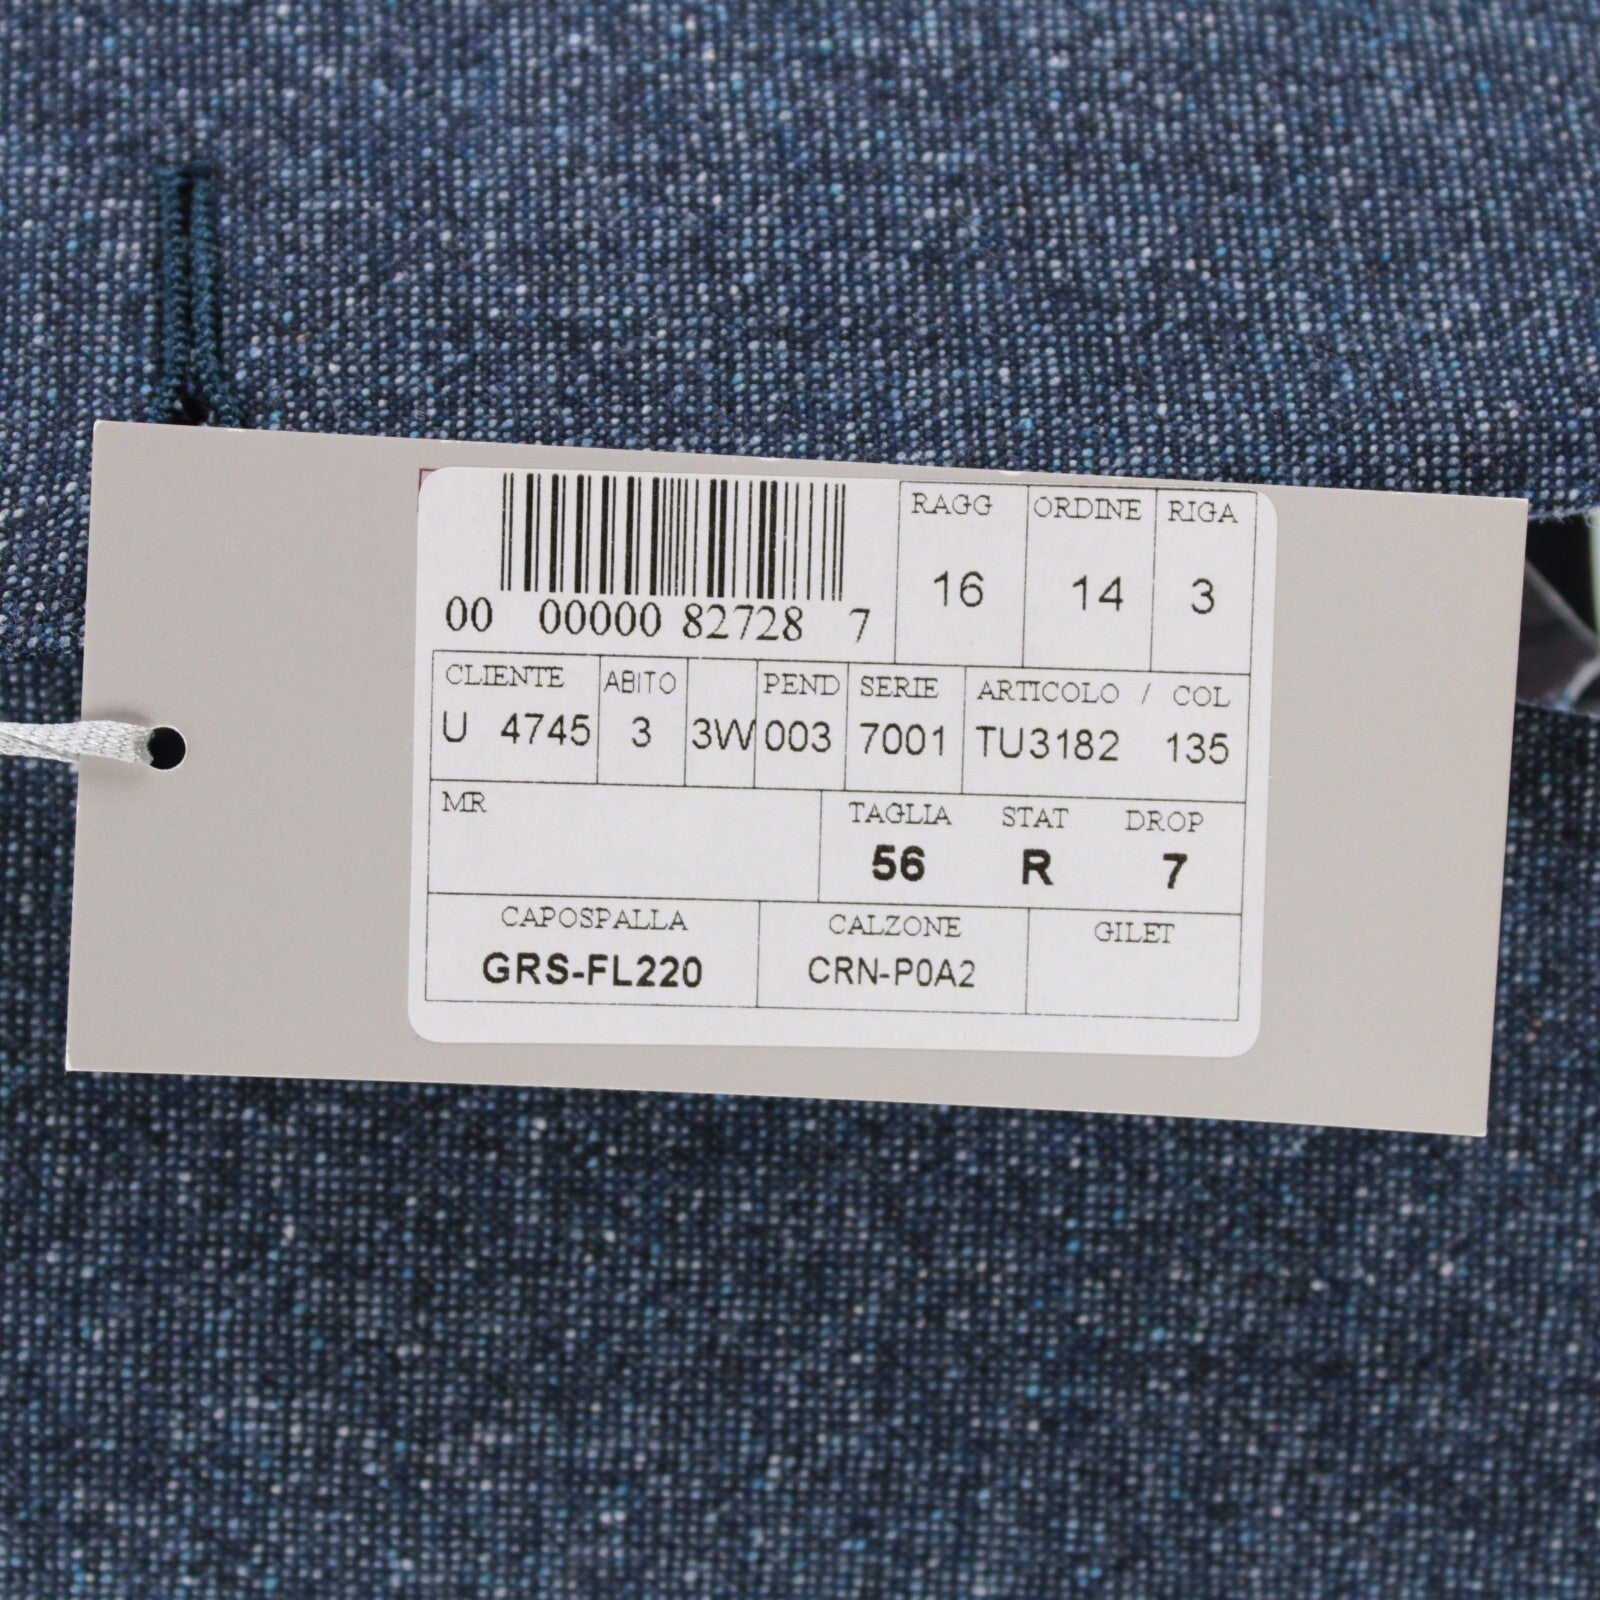 00 00000 82728 7
RAGG ORDINE RIGA
16 14 3
CLIENTE ABITO PEND SERIE ARTICOLO / COL
U 4745 3 3W 003 7001 TU3182 135
MR TAGLIA STAT DROP
56 R 7
CAPOSPALLA CALZONE GILET
GRS-FL220 CRN-P0A2